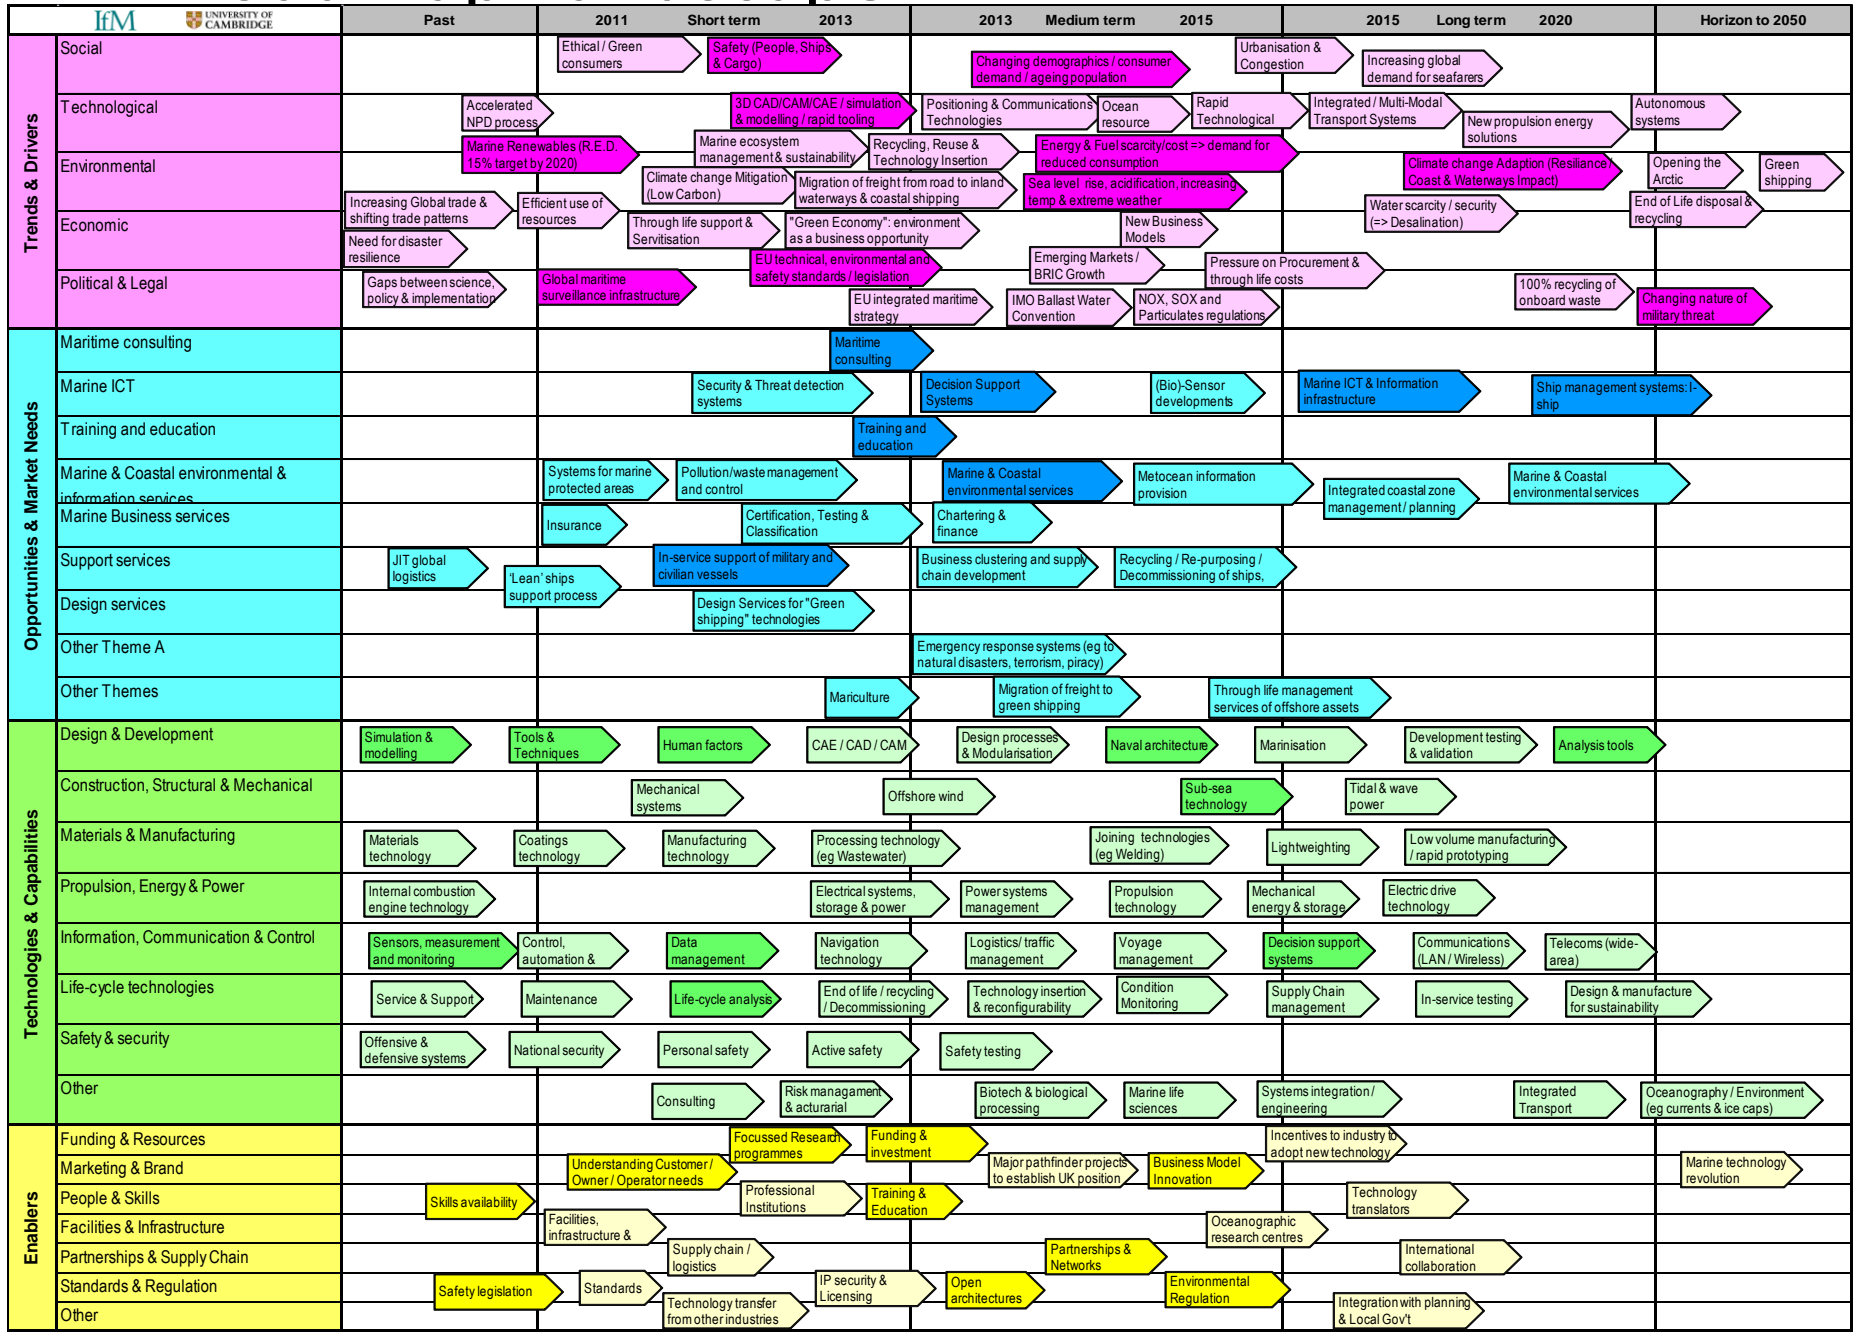 IfM
UNIVERSITY OF
CAMBRIDGE
Past
2011
Short term
2013
2013
Medium term
2015
2015
Long term
2020
Horizon to 2050
Trends & Drivers
Social
Ethical / Green
consumers
Safety (People, Ships
& Cargo)
Changing demographics / consumer
demand / ageing population
Urbanisation &
Congestion
Increasing global
demand for seafarers
Technological
Accelerated
NPD process
3D CAD/CAM/CAE / simulation
& modelling / rapid tooling
Positioning & Communications
Technologies
Ocean
resource
Rapid
Technological
Integrated / Multi-Modal
Transport Systems
New propulsion energy
solutions
Autonomous
systems
Marine Renewables (R.E.D.
15% target by 2020)
Marine ecosystem
management & sustainability
Recycling, Reuse &
Technology Insertion
Energy & Fuel scarcity/cost => demand for
reduced consumption
Environmental
Climate change Mitigation
(Low Carbon)
Migration of freight from road to inland
waterways & coastal shipping
Sea level rise, acidification, increasing
temp & extreme weather
Climate change Adaption (Resiliance /
Coast & Waterways Impact)
Opening the
Arctic
Green
shipping
Increasing Global trade &
shifting trade patterns
Efficient use of
resources
Water scarcity / security
(=> Desalination)
End of Life disposal &
recycling
Economic
Need for disaster
resilience
Through life support &
Servitisation
"Green Economy": environment
as a business opportunity
New Business
Models
EU technical, environmental and
safety standards / legislation
Emerging Markets /
BRIC Growth
Pressure on Procurement &
through life costs
Political & Legal
Gaps between science,
policy & implementation
Global maritime
surveillance infrastructure
EU integrated maritime
strategy
IMO Ballast Water
Convention
NOX, SOX and
Particulates regulations
100% recycling of
onboard waste
Changing nature of
military threat
Opportunities & Market Needs
Maritime consulting
Maritime
consulting
Marine ICT
Security & Threat detection
systems
Decision Support
Systems
(Bio)-Sensor
developments
Marine ICT & Information
infrastructure
Ship management systems: I-
ship
Training and education
Training and
education
Marine & Coastal environmental &
information services
Systems for marine
protected areas
Pollution/waste management
and control
Marine & Coastal
environmental services
Metocean information
provision
Integrated coastal zone
management / planning
Marine & Coastal
environmental services
Marine Business services
Insurance
Certification, Testing &
Classification
Chartering &
finance
Support services
JIT global
logistics
'Lean' ships
support process
In-service support of military and
civilian vessels
Business clustering and supply
chain development
Recycling / Re-purposing /
Decommissioning of ships,
Design services
Design Services for "Green
shipping" technologies
Other Theme A
Emergency response systems (eg to
natural disasters, terrorism, piracy)
Other Themes
Mariculture
Migration of freight to
green shipping
Through life management
services of offshore assets
Technologies & Capabilities
Design & Development
Simulation &
modelling
Tools &
Techniques
Human factors
CAE / CAD / CAM
Design processes
& Modularisation
Naval architecture
Marinisation
Development testing
& validation
Analysis tools
Construction, Structural & Mechanical
Mechanical
systems
Offshore wind
Sub-sea
technology
Tidal & wave
power
Materials & Manufacturing
Materials
technology
Coatings
technology
Manufacturing
technology
Processing technology
(eg Wastewater)
Joining technologies
(eg Welding)
Lightweighting
Low volume manufacturing
/ rapid prototyping
Propulsion, Energy & Power
Internal combustion
engine technology
Electrical systems,
storage & power
Power systems
management
Propulsion
technology
Mechanical
energy & storage
Electric drive
technology
Information, Communication & Control
Sensors, measurement
and monitoring
Control,
automation &
Data
management
Navigation
technology
Logistics/ traffic
management
Voyage
management
Decision support
systems
Communications
(LAN / Wireless)
Telecoms (wide-
area)
Life-cycle technologies
Service & Support
Maintenance
Life-cycle analysis
End of life / recycling
/ Decommissioning
Technology insertion
& reconfigurability
Condition
Monitoring
Supply Chain
management
In-service testing
Design & manufacture
for sustainability
Safety & security
Offensive &
defensive systems
National security
Personal safety
Active safety
Safety testing
Other
Consulting
Risk managament
& acturarial
Biotech & biological
processing
Marine life
sciences
Systems integration /
engineering
Integrated
Transport
Oceanography / Environment
(eg currents & ice caps)
Enablers
Funding & Resources
Focussed Research
programmes
Funding &
investment
Incentives to industry to
adopt new technology
Marketing & Brand
Understanding Customer /
Owner / Operator needs
Major pathfinder projects
to establish UK position
Business Model
Innovation
Marine technology
revolution
People & Skills
Skills availability
Professional
Institutions
Training &
Education
Technology
translators
Facilities & Infrastructure
Facilities,
infrastructure &
Oceanographic
research centres
Partnerships & Supply Chain
Supply chain /
logistics
Partnerships &
Networks
International
collaboration
Standards & Regulation
Safety legislation
Standards
IP security &
Licensing
Open
architectures
Environmental
Regulation
Other
Technology transfer
from other industries
Integration with planning
& Local Gov't